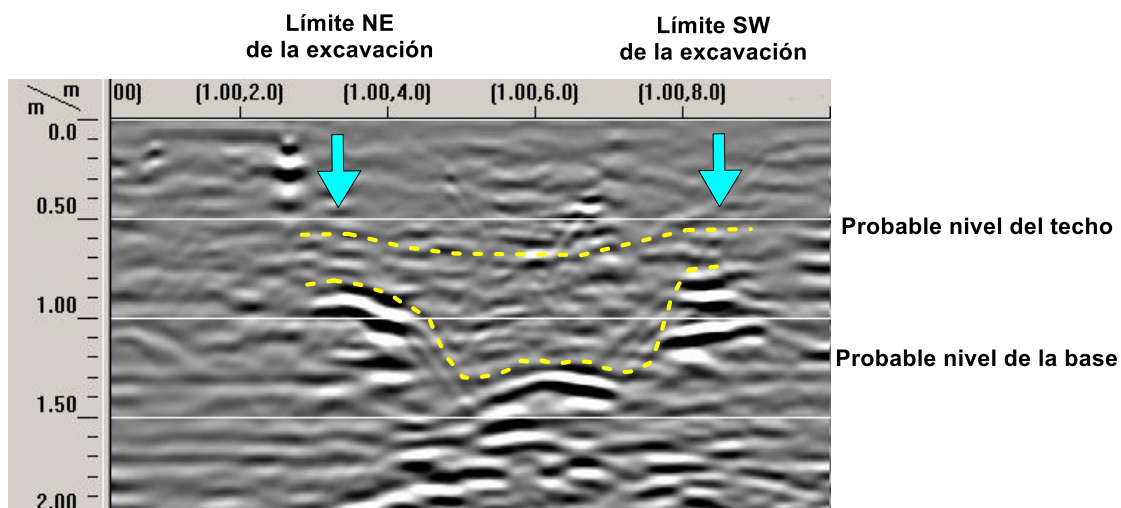 Límite NE
de la excavación
Límite SW
de la excavación
m
m
00)
(1.00,2.0)
(1.00,4.0)
(1.00,6.0)
(1.00,8.0)
0.0
0.50
Probable nivel del techo
1.00
Probable nivel de la base
1.50
2.00